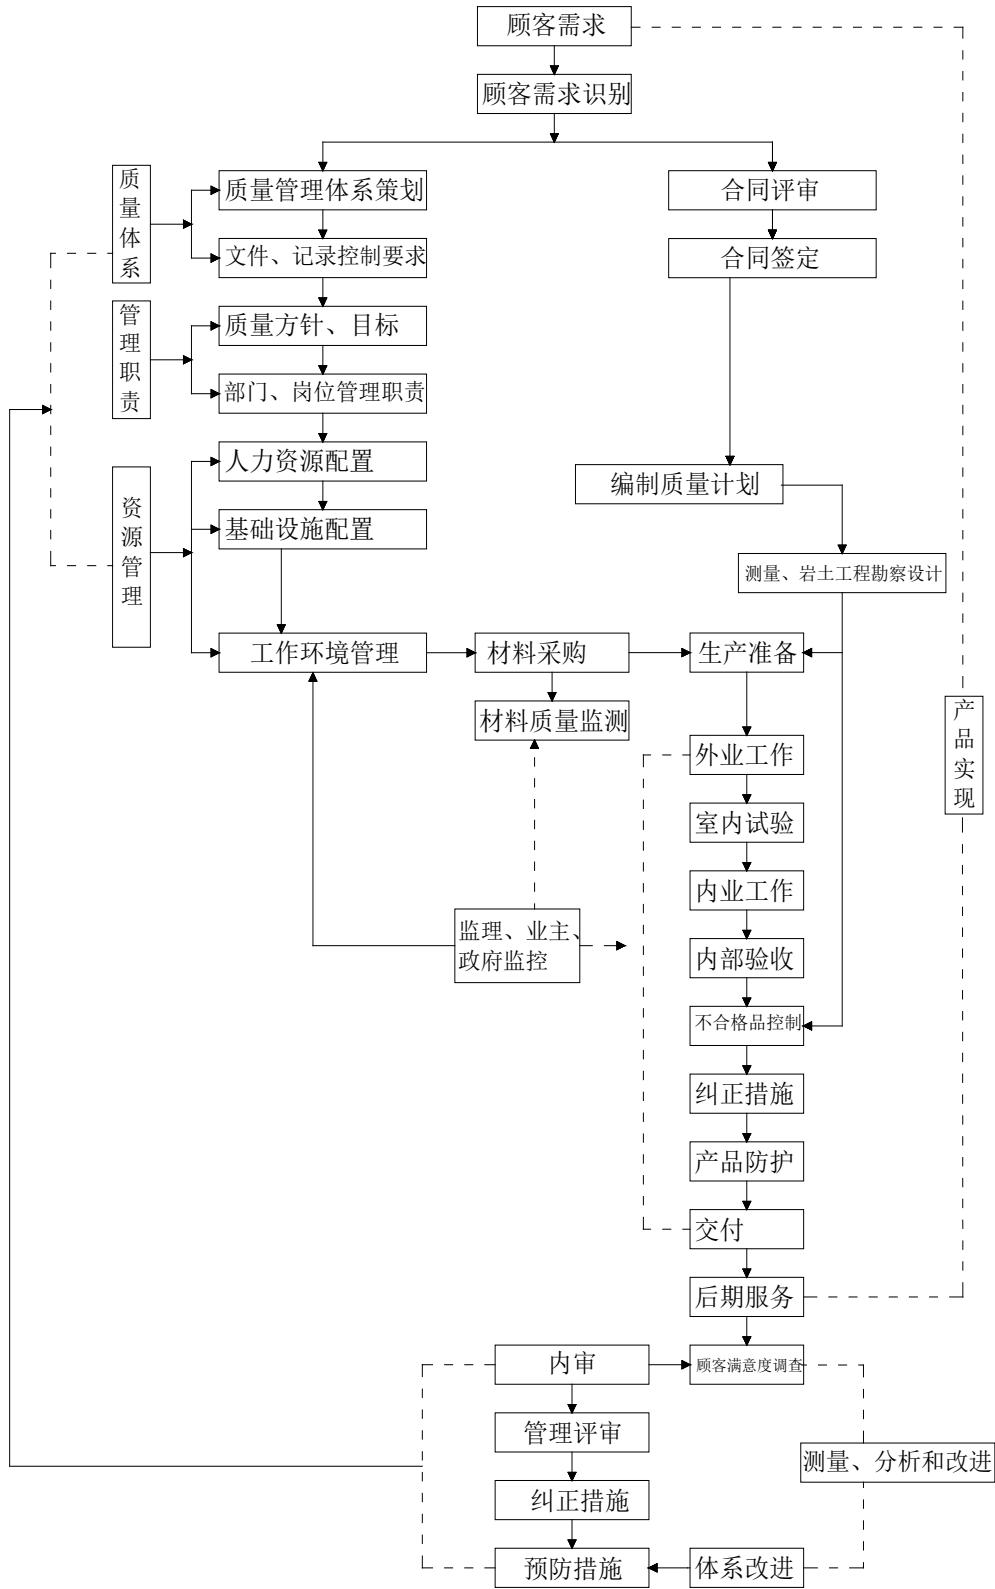 顾客需求
顾客需求识别
质量体系
质量管理体系策划
合同评审
文件、记录控制要求
合同签定
管理职责
质量方针、目标
部门、岗位管理职责
人力资源配置
编制质量计划
资源管理
基础设施配置
测量、岩土工程勘察设计
工作环境管理
材料采购
生产准备
材料质量监测
产品实现
外业工作
室内试验
内业工作
监理、业主、
政府监控
内部验收
不合格品控制
纠正措施
产品防护
交付
后期服务
内审
顾客满意度调查
管理评审
测量、分析和改进
纠正措施
预防措施
体系改进